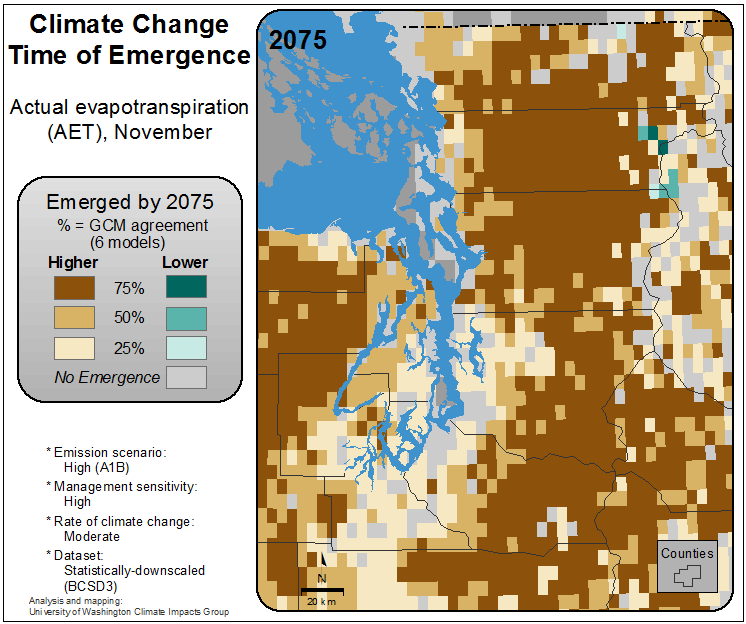 Climate Change
Time of Emergence
Actual evapotranspiration
(AET), November
Emerged by 2075
% = GCM agreement
(6 models)
Higher Lower
75%
50%
25%
No Emergence
* Emission scenario:
High (A1B)
* Management sensitivity:
High
* Rate of climate change:
Moderate
* Dataset:
Statistically-downscaled
(BCSD3)
Analysis and mapping:
University of Washington Climate Impacts Group
2075
N
20 km
Counties